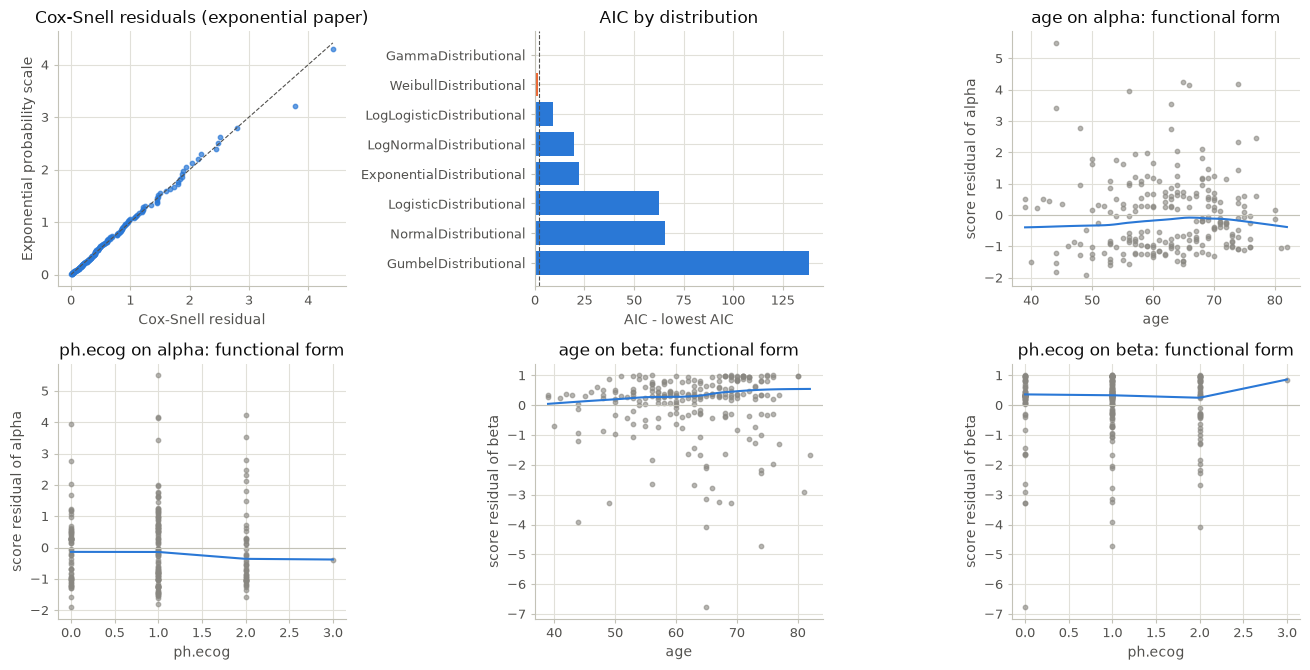 Cox-Snell residuals (exponential paper)
Exponential probability scale
4
3
2
1
0
0 1 2 3 4
Cox-Snell residual
AIC by distribution
GammaDistributional
WeibullDistributional
LogLogisticDistributional
LogNormalDistributional
ExponentialDistributional
LogisticDistributional
NormalDistributional
GumbelDistributional
0 25 50 75 100 125
AIC - lowest AIC
age on alpha: functional form
score residual of alpha
5
4
3
2
1
0
−1
−2
40 50 60 70 80
age
ph.ecog on alpha: functional form
score residual of alpha
5
4
3
2
1
0
−1
−2
0.0 0.5 1.0 1.5 2.0 2.5 3.0
ph.ecog
age on beta: functional form
score residual of beta
1
0
−1
−2
−3
−4
−5
−6
−7
40 50 60 70 80
age
ph.ecog on beta: functional form
score residual of beta
1
0
−1
−2
−3
−4
−5
−6
−7
0.0 0.5 1.0 1.5 2.0 2.5 3.0
ph.ecog